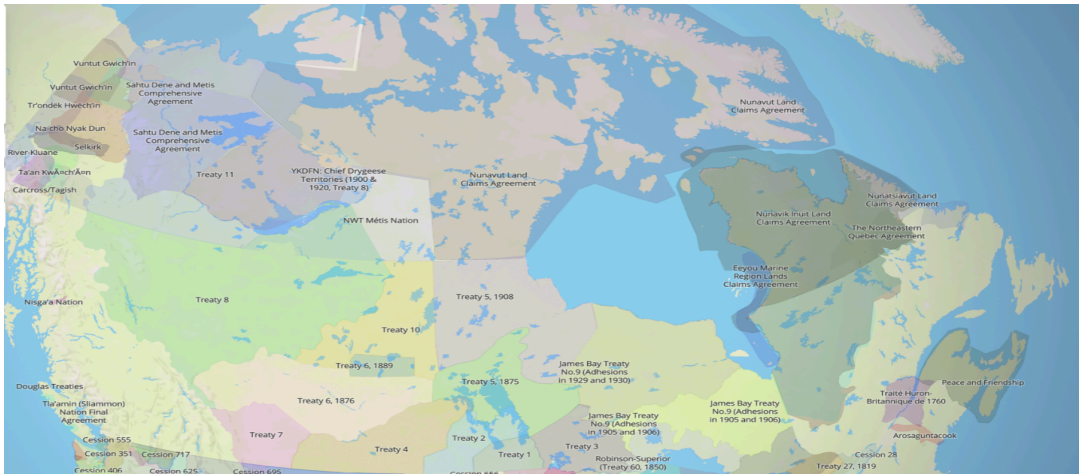 Vuntut Gwich'in
Vuntut Gwich'in
Sahtu Dene and Metis
Comprehensive
Agreement
Tr'ondëk Hwëch'in
Na-cho Nyak Dun
Selkirk
Sahtu Dene and Metis
Comprehensive
Agreement
River Kluane
Ta'an KwÃ¤ch'Ã¤n
Carcross/Tagish
Treaty 11
YKDFN: Chief Drygeese
Territories (1900 &
1920, Treaty 8)
NWT Métis Nation
Nunavut Land
Claims Agreement
Nunavut Land
Claims Agreement
Nunatsiavut Land
Claims Agreement
Nunavik Inuit Land
Claims Agreement
The Northeastern
Quebec Agreement
Eeyou Marine
Region Lands
Claims Agreement
Nisga'a Nation
Treaty 8
Treaty 5, 1908
Treaty 10
Treaty 6, 1889
Douglas Treaties
Tla'amin (Sliammon)
Nation Final
Agreement
Treaty 6, 1876
Treaty 5, 1875
James Bay Treaty
No.9 (Adhesions
in 1929 and 1930)
James Bay Treaty
No.9 (Adhesions
in 1905 and 1906)
James Bay Treaty
No.9 (Adhesions
in 1905 and 1906)
Peace and Friendship
Traité Huron-
Britannique de 1760
Arosaguntacook
Cession 555
Cession 351
Cession 717
Cession 406
Cession 625
Cession 695
Treaty 7
Treaty 4
Treaty 2
Treaty 1
Treaty 3
Robinson-Superior
(Treaty 60, 1850)
Cession 28
Treaty 27, 1819